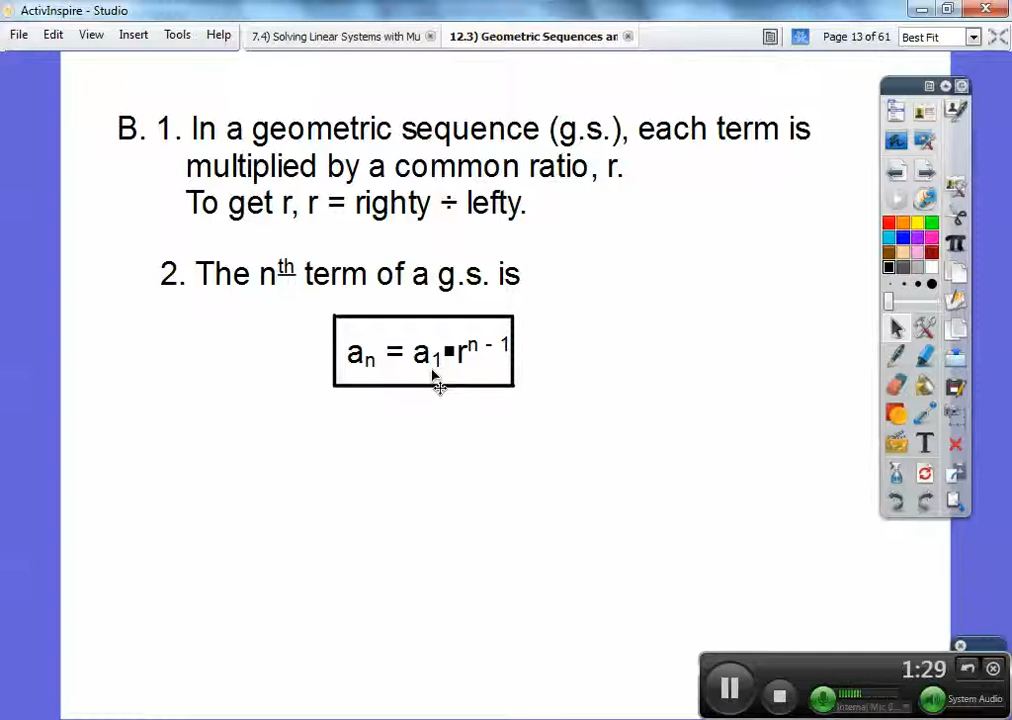 ActivInspire - Studio
File Edit View Insert Tools Help
7.4) Solving Linear Systems with Mu 12.3) Geometric Sequences an
Page 13 of 61 Best Fit
B. 1. In a geometric sequence (g.s.), each term is
multiplied by a common ratio, r.
To get r, r = righty ÷ lefty.
2. The nᵗʰ term of a g.s. is
aₙ = a₁▪rⁿ ⁻ ¹
1:29
System Audio